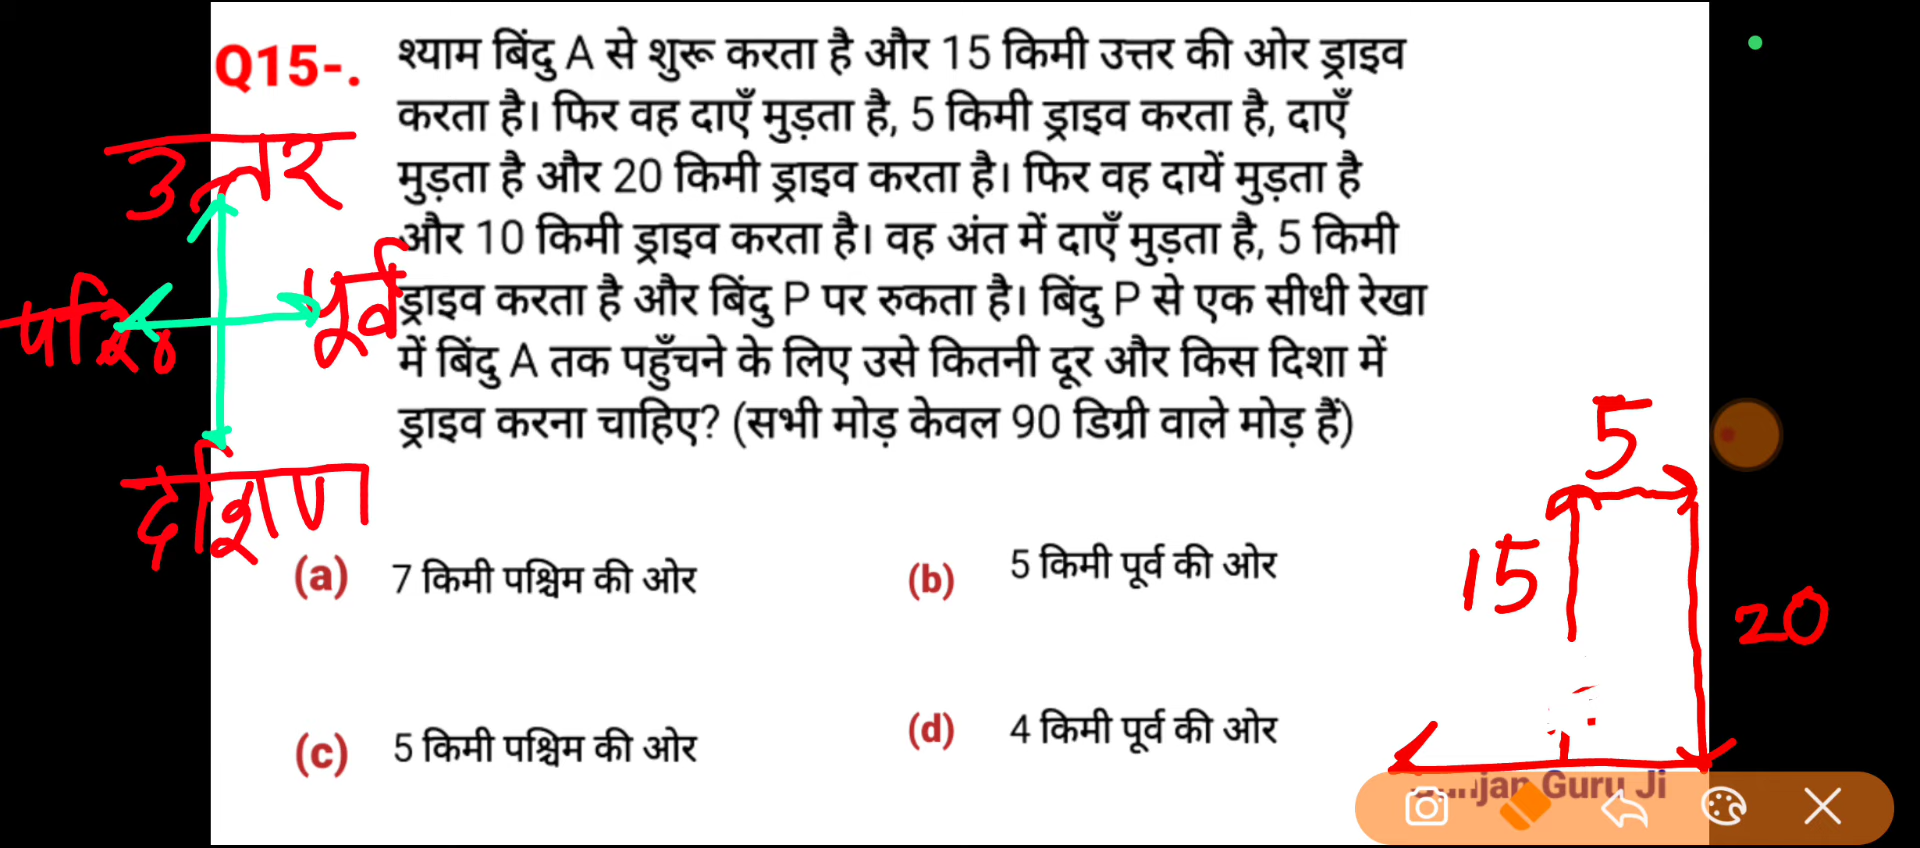 Q15-. श्याम बिंदु A से शुरू करता है और 15 किमी उत्तर की ओर ड्राइव
करता है। फिर वह दाएँ मुड़ता है, 5 किमी ड्राइव करता है, दाएँ
मुड़ता है और 20 किमी ड्राइव करता है। फिर वह दायें मुड़ता है
और 10 किमी ड्राइव करता है। वह अंत में दाएँ मुड़ता है, 5 किमी
ड्राइव करता है और बिंदु P पर रुकता है। बिंदु P से एक सीधी रेखा
में बिंदु A तक पहुँचने के लिए उसे कितनी दूर और किस दिशा में
ड्राइव करना चाहिए? (सभी मोड़ केवल 90 डिग्री वाले मोड़ हैं)
उत्तर
पूर्व
5
15
20
(a) 7 किमी पश्चिम की ओर
(b) 5 किमी पूर्व की ओर
(c) 5 किमी पश्चिम की ओर
(d) 4 किमी पूर्व की ओर
Guru Ji